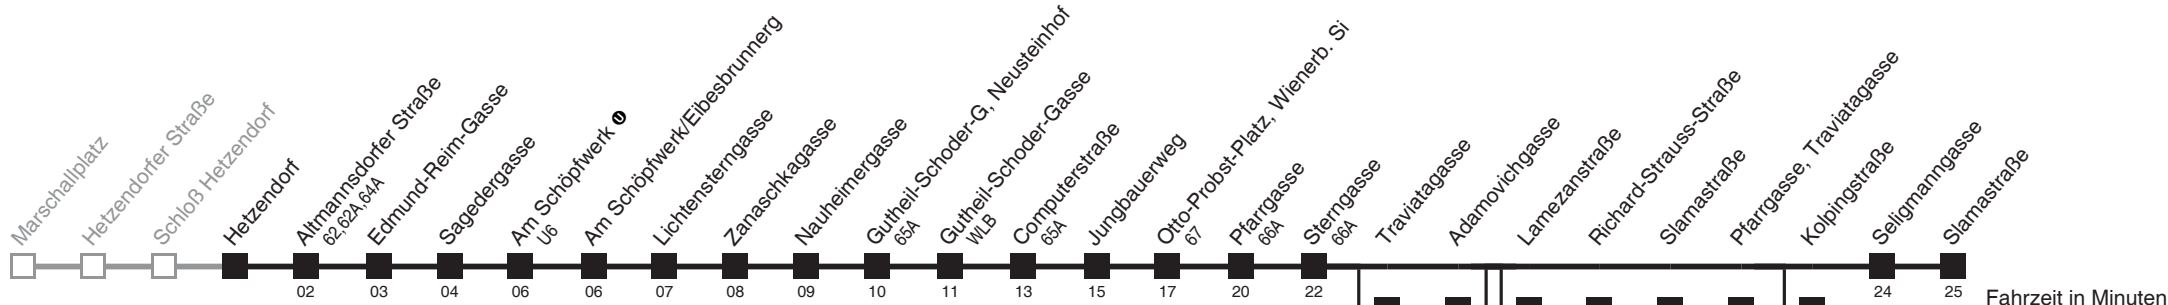 Marschallplatz
Hetzendorfer Straße
Schloß Hetzendorf
Hetzendorf
Altmannsdorfer Straße
62,62A,64A
Edmund-Reim-Gasse
Sagedergasse
Am Schöpfwerk U
U6
Am Schöpfwerk/Eibesbrunnerg
Lichtensterngasse
Zanaschkagasse
Nauheimergasse
Gutheil-Schoder-G, Neusteinhof
65A
Gutheil-Schoder-Gasse
WLB
Computerstraße
65A
Jungbauerweg
Otto-Probst-Platz, Wienerb. Si
67
Pfarrgasse
66A
Sterngasse
66A
Traviatagasse
Adamovichgasse
Lamezanstraße
Richard-Strauss-Straße
Slamastraße
Pfarrgasse, Traviatagasse
Kolpingstraße
Seligmanngasse
Slamastraße
02 03 04 06 06 07 08 09 10 11 13 15 17 20 22 24 25 Fahrzeit in Minuten